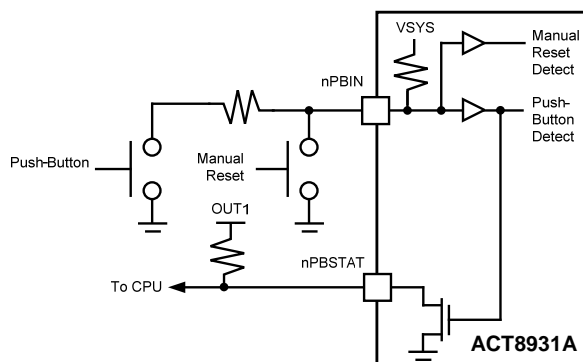 VSYS
Manual
Reset
Detect
nPBIN
Push-
Button
Detect
Push-Button
Manual
Reset
OUT1
nPBSTAT
To CPU
ACT8931A